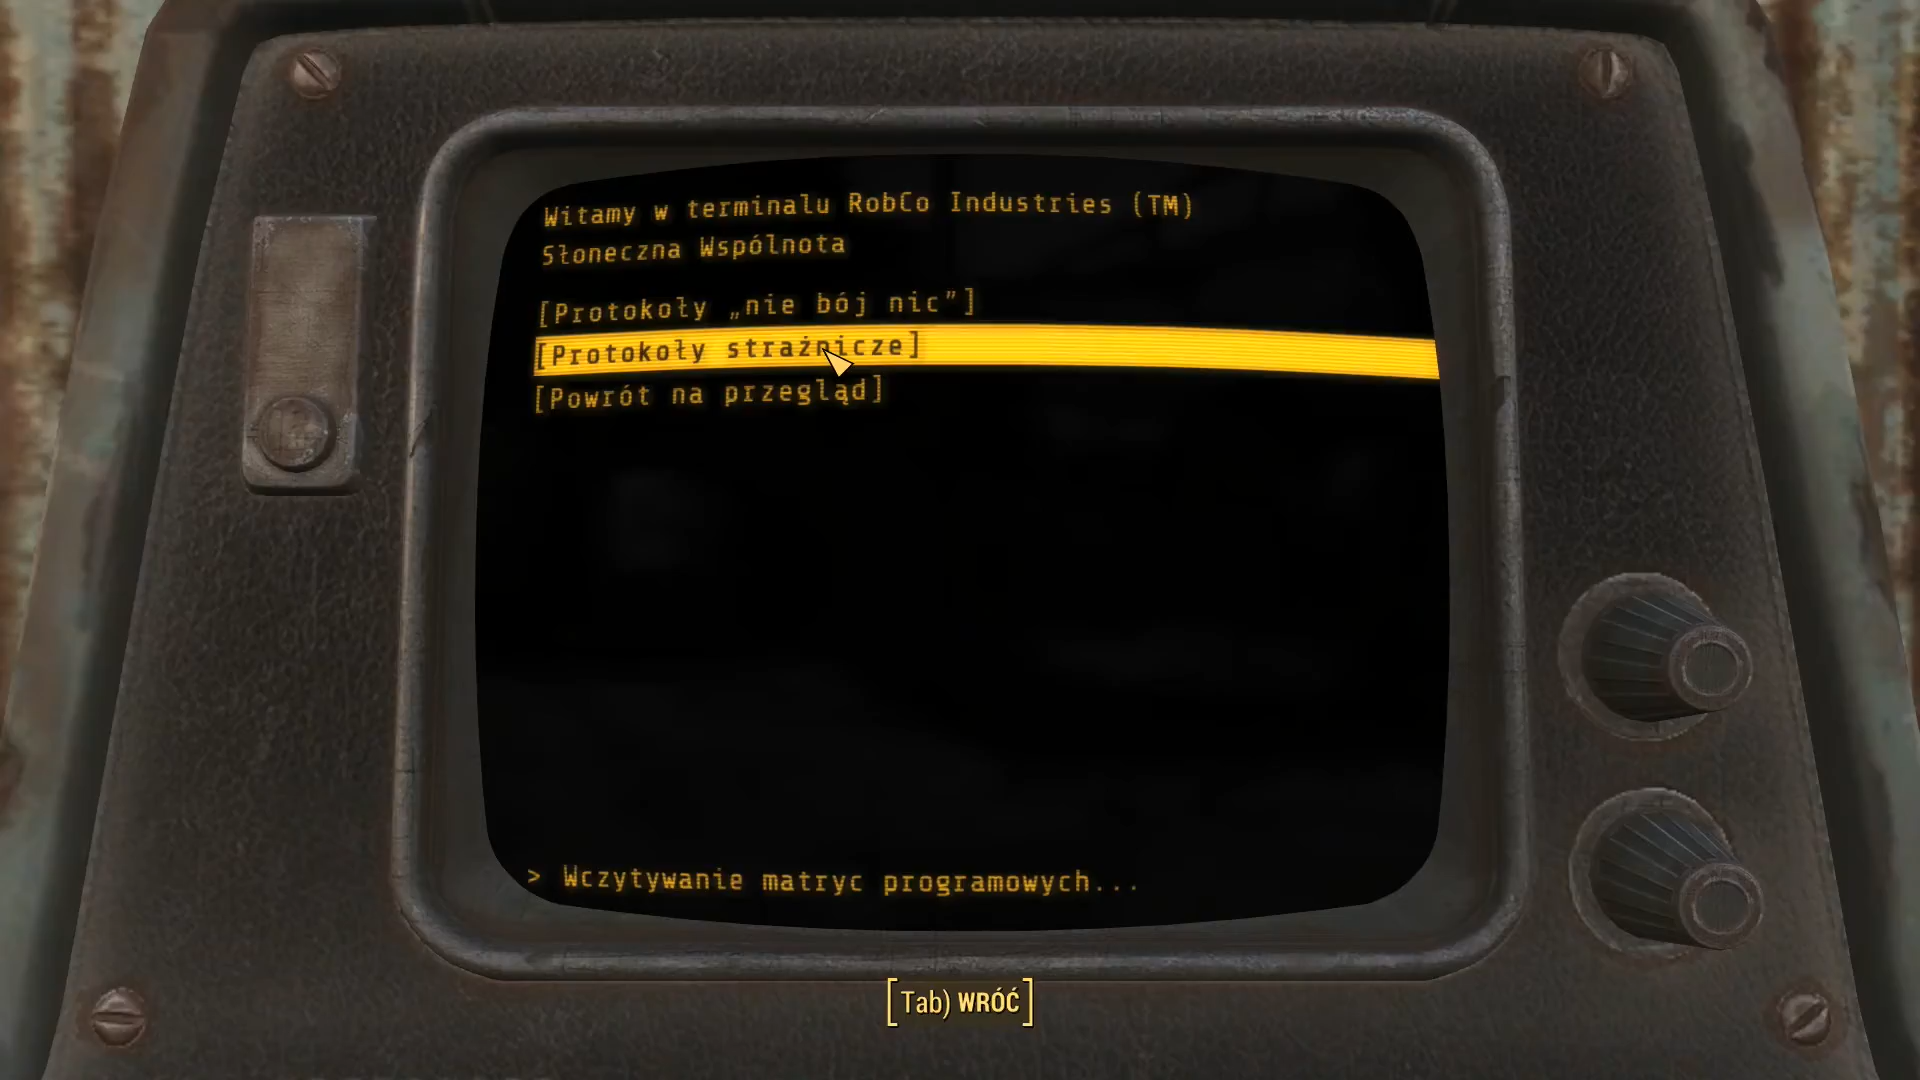 Witamy w terminalu RobCo Industries (TM)
Słoneczna Wspólnota
[Protokoły „nie bój nic”]
[Protokoły strażnicze]
[Powrót na przegląd]
> Wczytywanie matryc programowych...
[Tab) WRÓĆ]